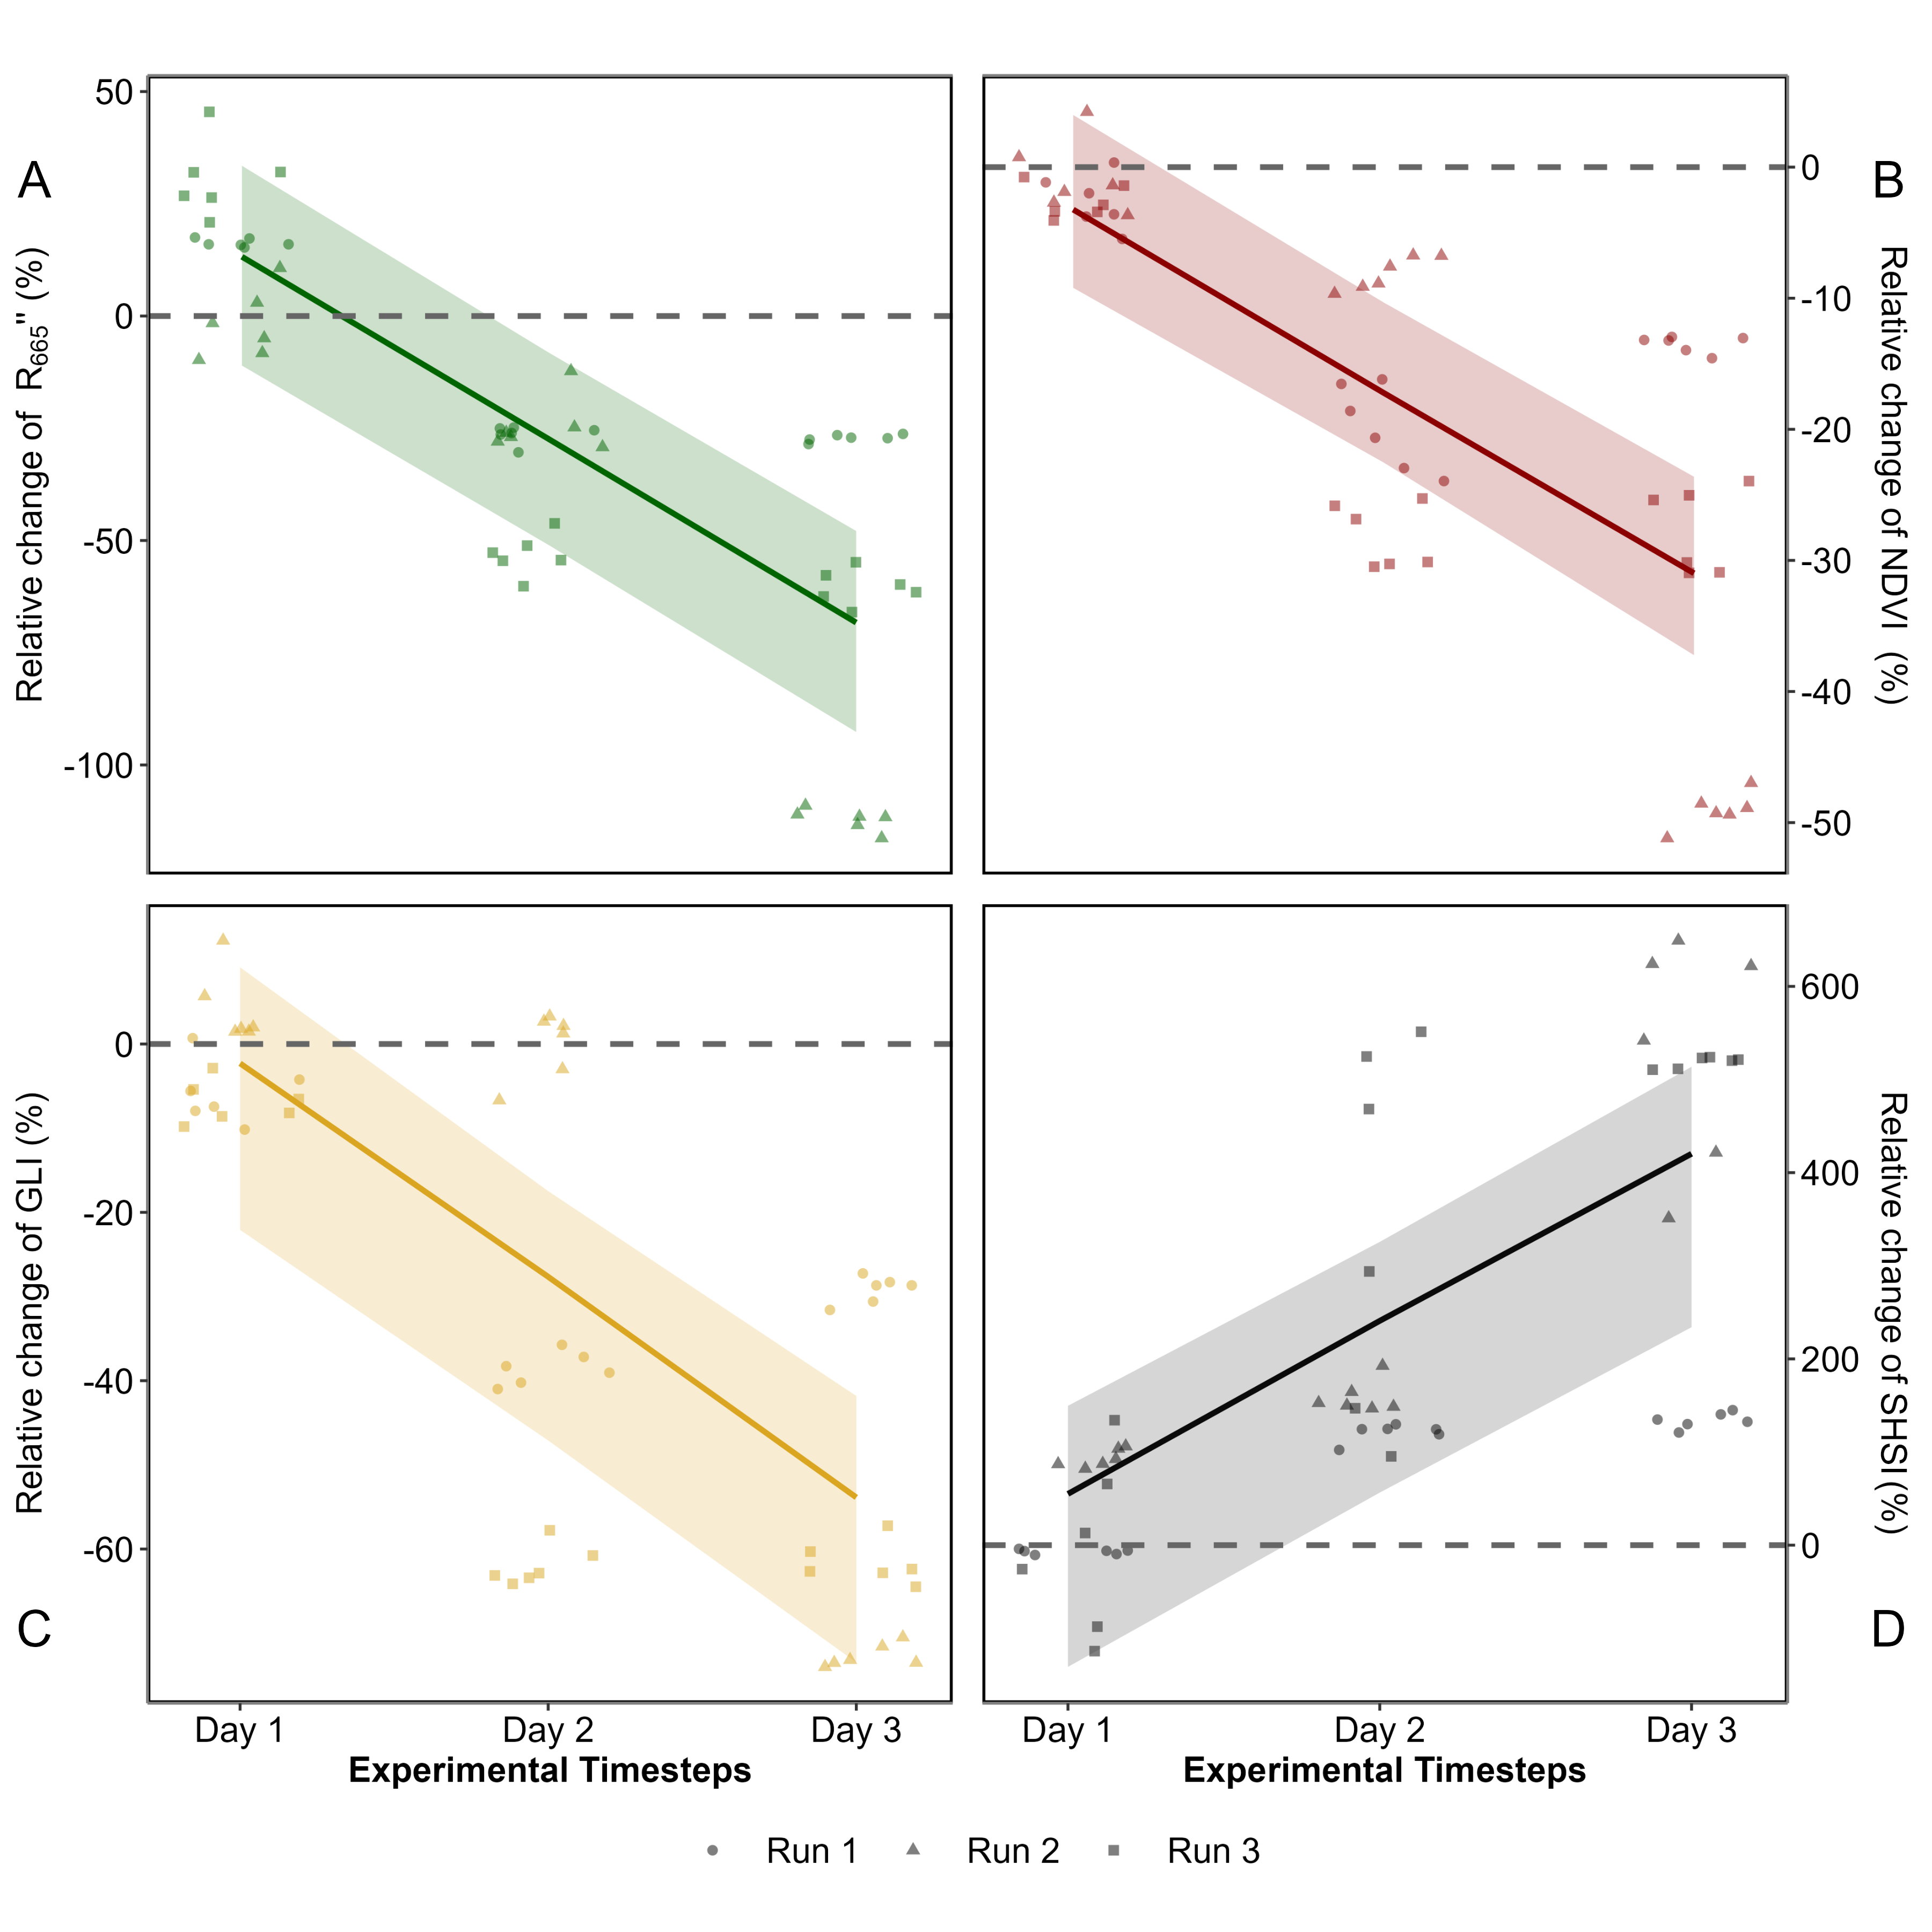 A
Relative change of R665" (%)
50
0
-50
-100
B
Relative change of NDVI (%)
0
-10
-20
-30
-40
-50
C
Relative change of GLI (%)
0
-20
-40
-60
Day 1
Day 2
Day 3
Experimental Timesteps
D
Relative change of SHSI(%)
600
400
200
0
Day 1
Day 2
Day 3
Experimental Timesteps
Run 1
Run 2
Run 3